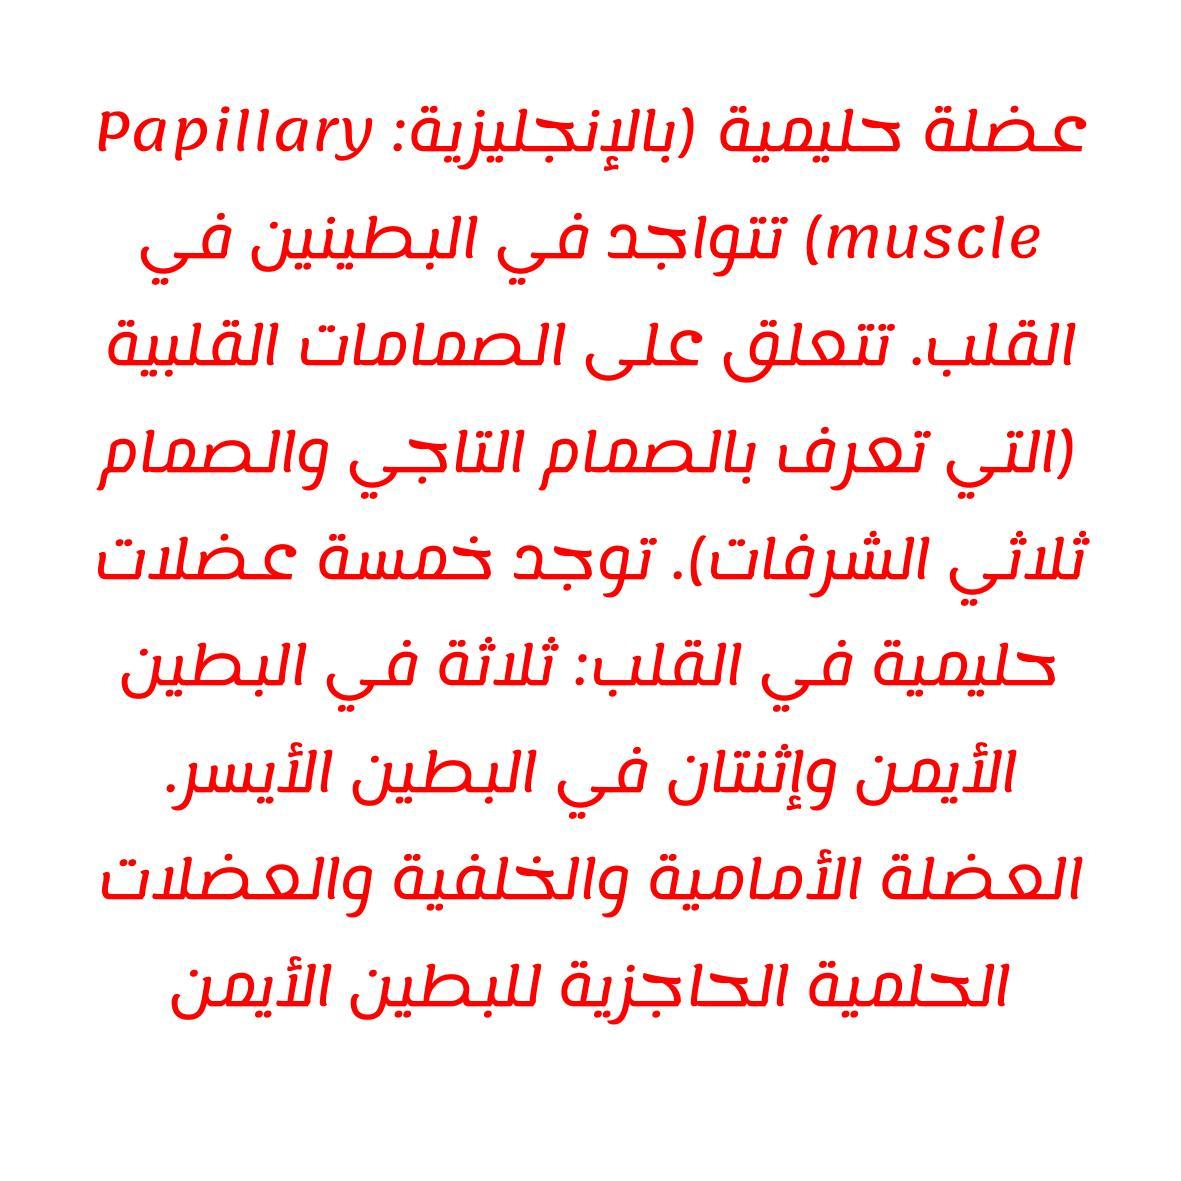 عضلة حليمية (بالإنجليزية: Papillary
muscle) تتواجد في البطينين في
القلب. تتعلق على الصمامات القلبية
(التي تعرف بالصمام التاجي والصمام
ثلاثي الشرفات). توجد خمسة عضلات
حليمية في القلب: ثلاثة في البطين
الأيمن وإثنتان في البطين الأيسر.
العضلة الأمامية والخلفية والعضلات
الحلمية الحاجزية للبطين الأيمن